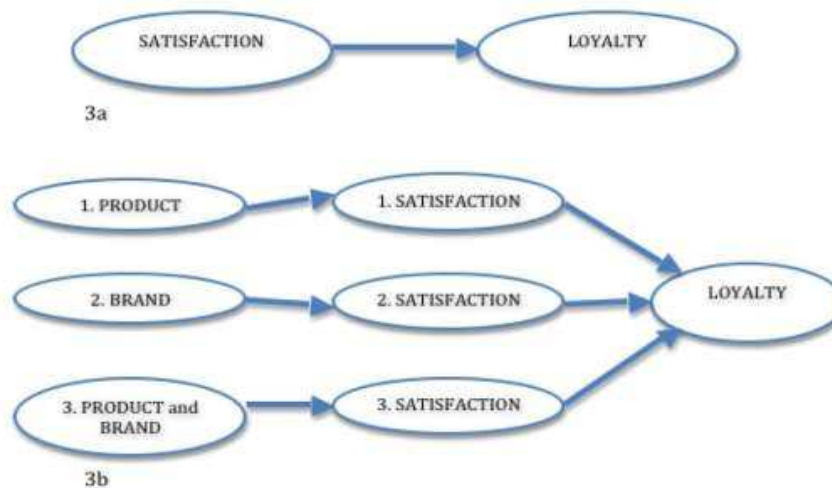 SATISFACTION
LOYALTY
3a
1. PRODUCT
1. SATISFACTION
2. BRAND
2. SATISFACTION
LOYALTY
3. PRODUCT and
BRAND
3. SATISFACTION
3b